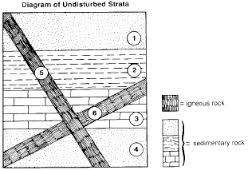 Diagram of Undisturbed Strata
1
5
2
6
3
4
= igneous rock
= sedimentary rock